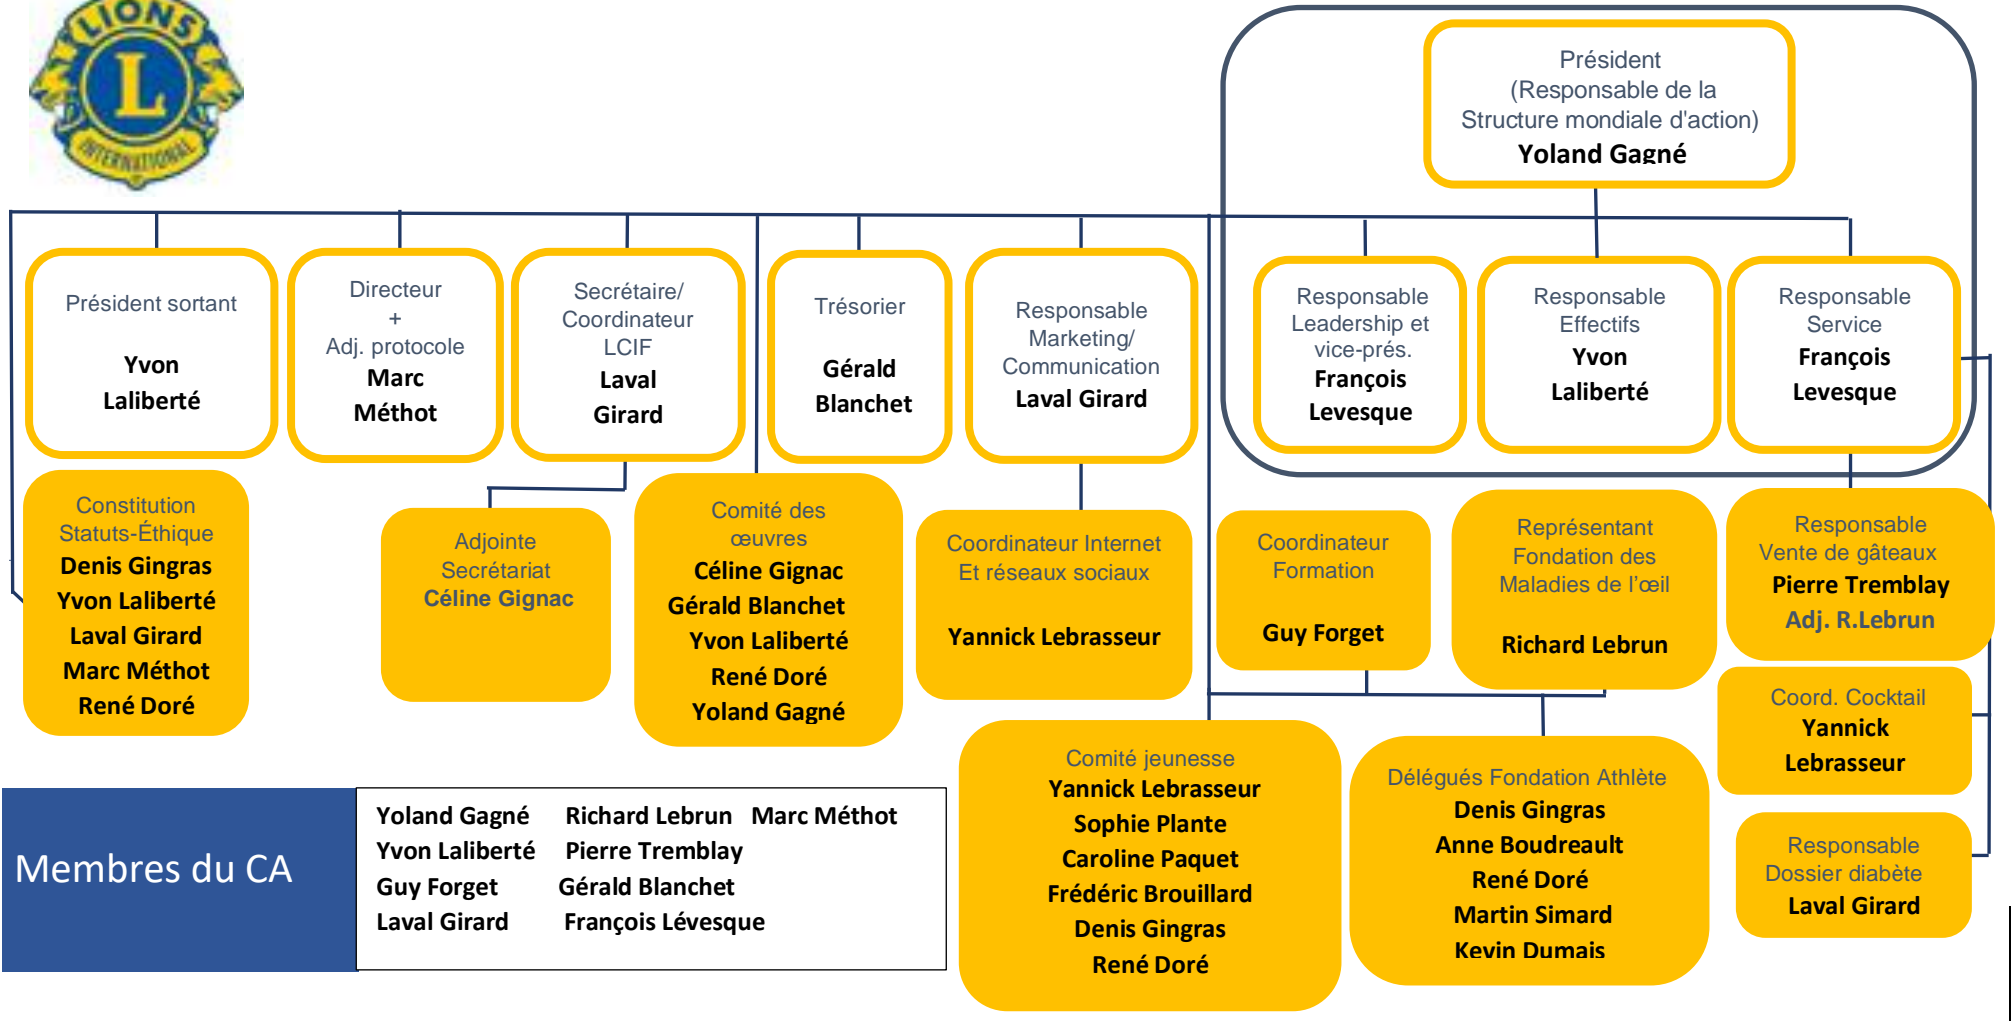 LIONS
L
INTERNATIONAL
Président
(Responsable de la
Structure mondiale d'action)
Yoland Gagné
Président sortant
Yvon
Laliberté
Directeur
+
Adj. protocole
Marc
Méthot
Secrétaire/
Coordinateur
LCIF
Laval
Girard
Trésorier
Gérald
Blanchet
Responsable
Marketing/
Communication
Laval Girard
Responsable
Leadership et
vice-prés.
François
Levesque
Responsable
Effectifs
Yvon
Laliberté
Responsable
Service
François
Levesque
Constitution
Statuts-Éthique
Denis Gingras
Yvon Laliberté
Laval Girard
Marc Méthot
René Doré
Adjointe
Secrétariat
Céline Gignac
Comité des
œuvres
Céline Gignac
Gérald Blanchet
Yvon Laliberté
René Doré
Yoland Gagné
Coordinateur Internet
Et réseaux sociaux
Yannick Lebrasseur
Coordinateur
Formation
Guy Forget
Représentant
Fondation des
Maladies de l’œil
Richard Lebrun
Responsable
Vente de gâteaux
Pierre Tremblay
Adj. R.Lebrun
Coord. Cocktail
Yannick
Lebrasseur
Responsable
Dossier diabète
Laval Girard
Comité jeunesse
Yannick Lebrasseur
Sophie Plante
Caroline Paquet
Frédéric Brouillard
Denis Gingras
René Doré
Délégués Fondation Athlète
Denis Gingras
Anne Boudreault
René Doré
Martin Simard
Kevin Dumais
Membres du CA
Yoland Gagné Richard Lebrun Marc Méthot
Yvon Laliberté Pierre Tremblay
Guy Forget Gérald Blanchet
Laval Girard François Lévesque